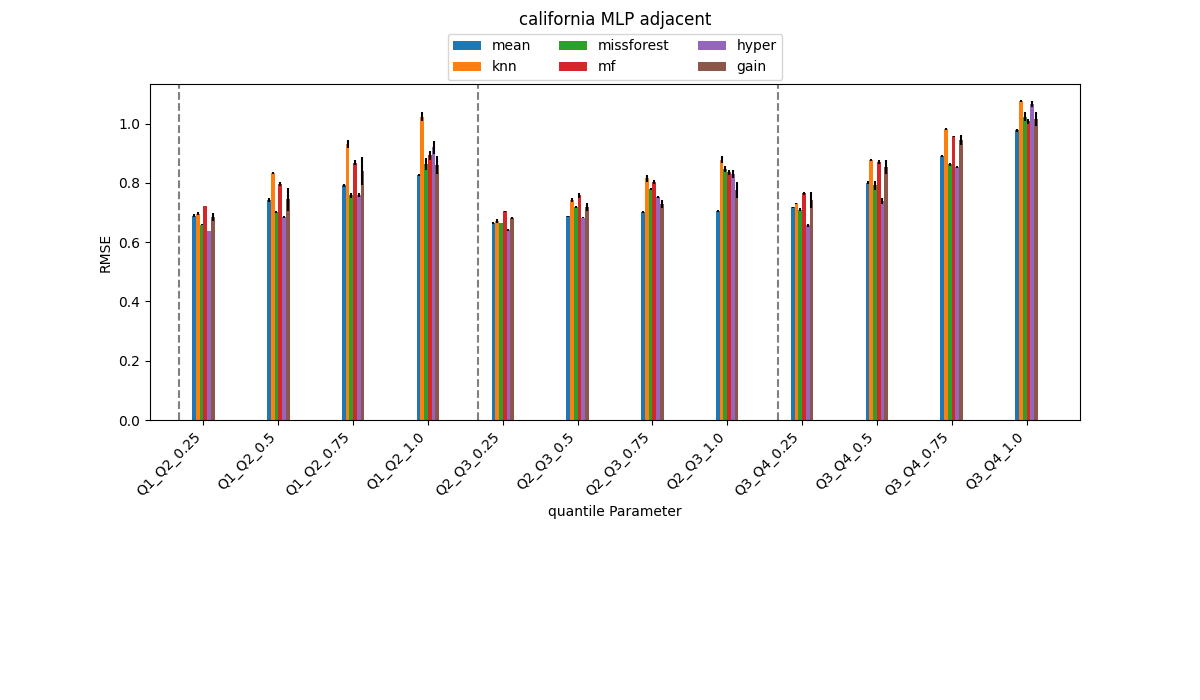 california MLP adjacent
mean missforest hyper
knn mf gain
RMSE
1.0
0.8
0.6
0.4
0.2
0.0
Q1_Q2_0.25
Q1_Q2_0.5
Q1_Q2_0.75
Q1_Q2_1.0
Q2_Q3_0.25
Q2_Q3_0.5
Q2_Q3_0.75
Q2_Q3_1.0
Q3_Q4_0.25
Q3_Q4_0.5
Q3_Q4_0.75
Q3_Q4_1.0
quantile Parameter